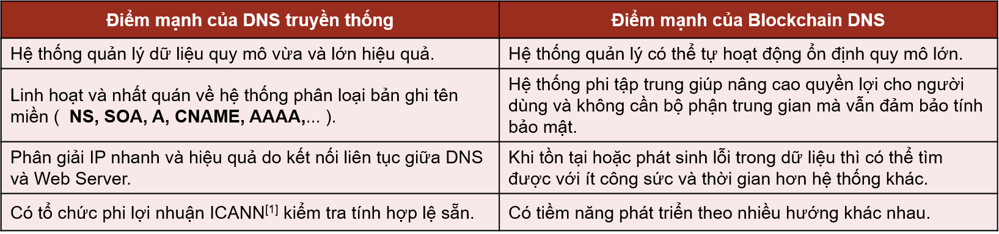 Điểm mạnh của DNS truyền thống
Điểm mạnh của Blockchain DNS
Hệ thống quản lý dữ liệu quy mô vừa và lớn hiệu quả.
Hệ thống quản lý có thể tự hoạt động ổn định quy mô lớn.
Linh hoạt và nhất quán về hệ thống phân loại bản ghi tên
miền (  NS, SOA, A, CNAME, AAAA,... ).
Hệ thống phi tập trung giúp nâng cao quyền lợi cho người
dùng và không cần bộ phận trung gian mà vẫn đảm bảo tính
bảo mật.
Phân giải IP nhanh và hiệu quả do kết nối liên tục giữa DNS
và Web Server.
Khi tồn tại hoặc phát sinh lỗi trong dữ liệu thì có thể tìm
được với ít công sức và thời gian hơn hệ thống khác.
Có tổ chức phi lợi nhuận ICANN[1] kiểm tra tính hợp lệ sẵn.
Có tiềm năng phát triển theo nhiều hướng khác nhau.